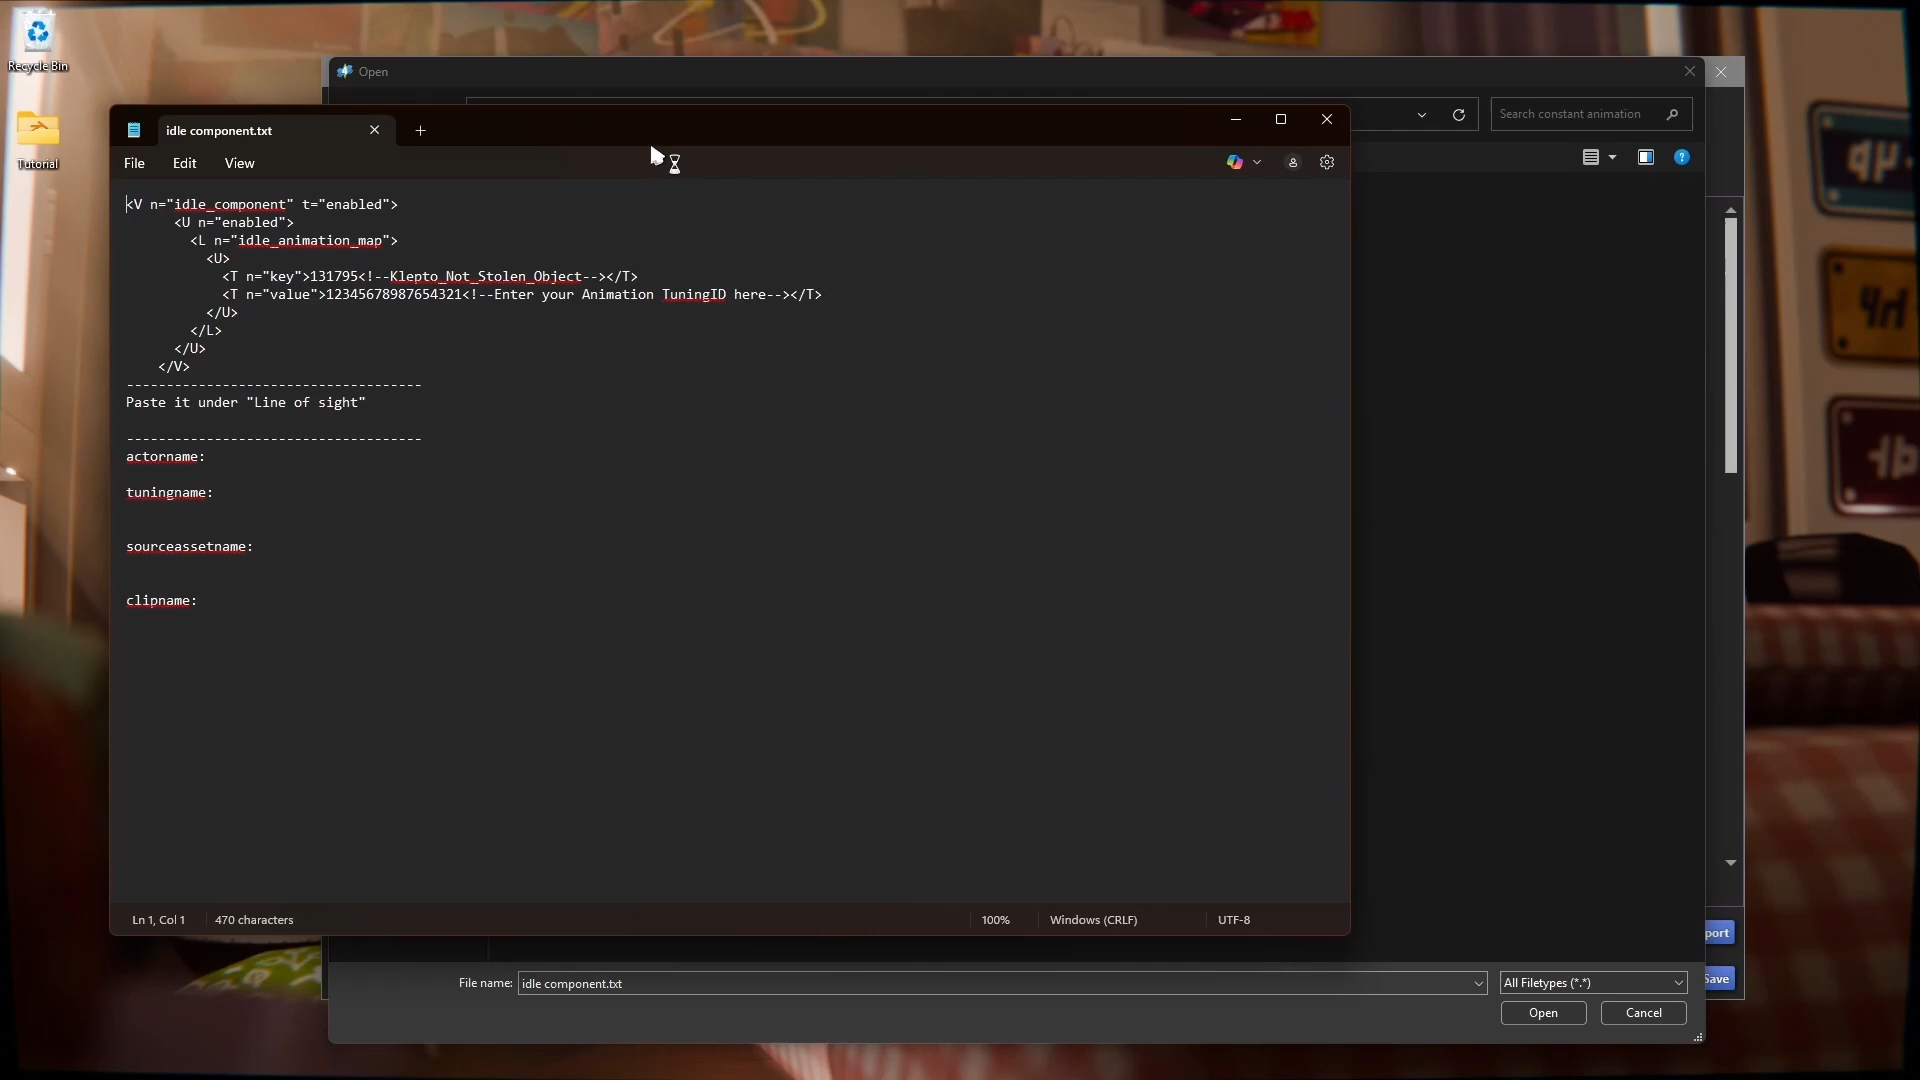 Recycle Bin
Tutorial
Open
Search constant animation
idle component.txt
File Edit View
<V n="idle_component" t="enabled">
<U n="enabled">
<L n="idle_animation_map">
<U>
<T n="key">131795<!--Klepto_Not_Stolen_Object--></T>
<T n="value">12345678987654321<!--Enter your Animation TuningID here--></T>
</U>
</L>
</U>
</V>
-------------------------------------
Paste it under "Line of sight"
-------------------------------------
actorname:
tuningname:
sourceassetname:
clipname:
Ln 1, Col 1 470 characters 100% Windows (CRLF) UTF-8
port
Save
File name: idle component.txt All Filetypes (*.*)
Open Cancel